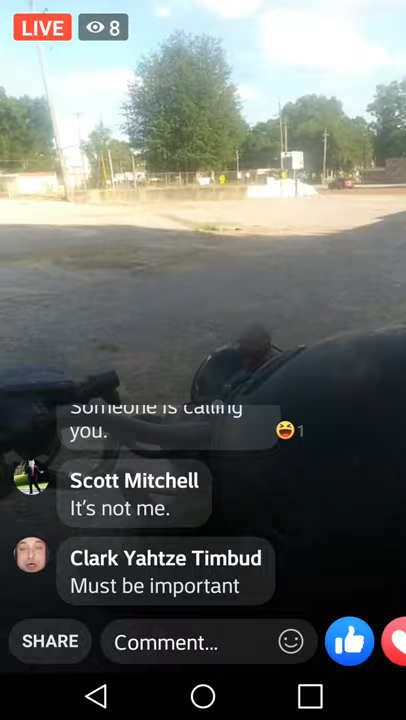 LIVE 8
Someone is calling
you.
1
Scott Mitchell
It's not me.
Clark Yahtze Timbud
Must be important
SHARE Comment...